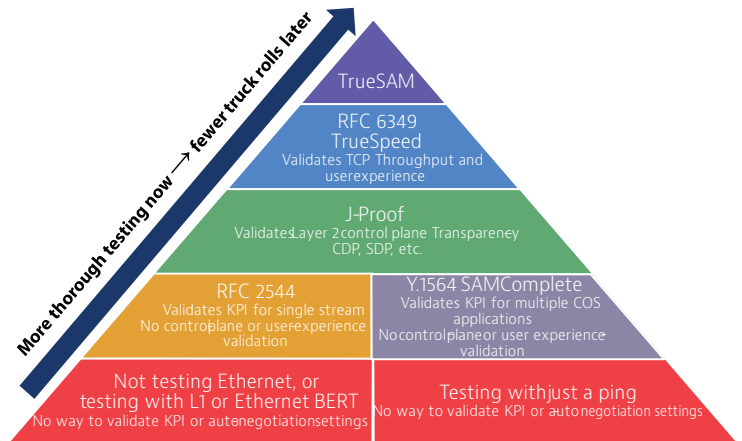 More thorough testing now → fewer truck rolls later
TrueSAM
RFC 6349
TrueSpeed
Validates TCP Throughput and
userexperience
J-Proof
ValidatesLayer 2control plane Transparency–
CDP, SDP, etc.
RFC 2544
Validates KPI for single stream
No controlplane or user-experience
validation
Y.1564 SAMComplete
Validates KPI for multiple COS
applications
Nocontrolplaneor user experience-
validation
Not testing Ethernet, or
testing with L1 or Ethernet BERT
No way to validate KPI or autonegotiationsettings
Testing withjust a ping
No way to validate KPI or autonegotiation settings